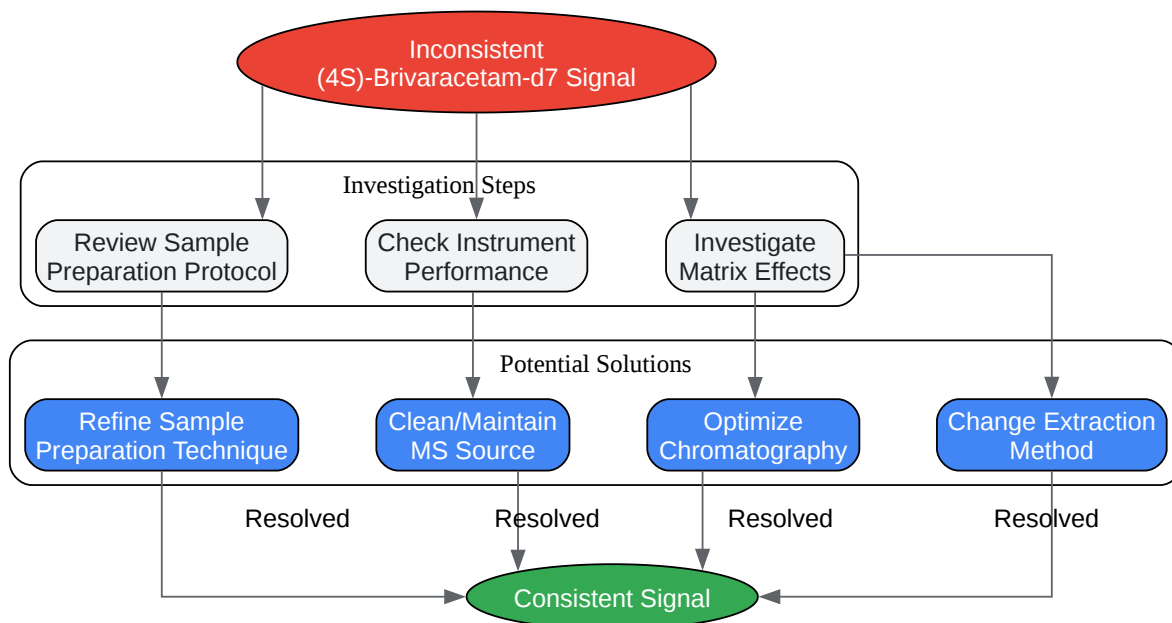 Inconsistent
(4S)-Brivaracetam-d7 Signal
Investigation Steps
Review Sample
Preparation Protocol
Check Instrument
Performance
Investigate
Matrix Effects
Potential Solutions
Refine Sample
Preparation Technique
Clean/Maintain
MS Source
Optimize
Chromatography
Change Extraction
Method
Resolved
Resolved
Resolved
Resolved
Consistent Signal